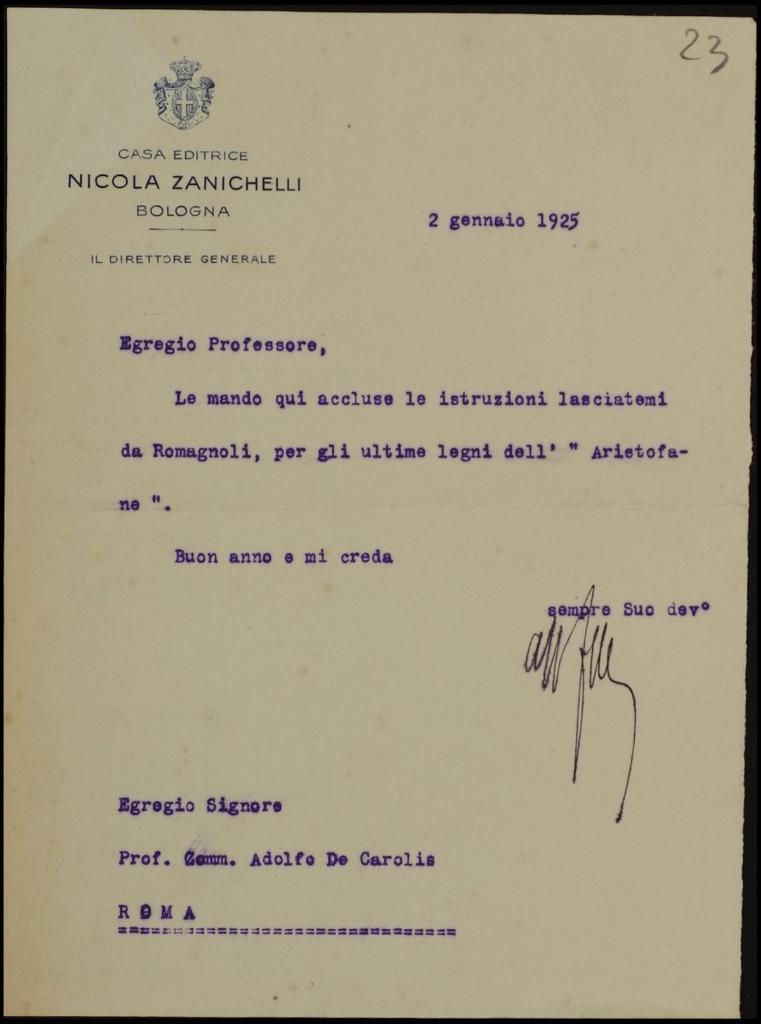 23
CASA EDITRICE
NICOLA ZANICHELLI
BOLOGNA
IL DIRETTORE GENERALE
2 gennaio 1925
Egregio Professore,
Le mando qui accluse le istruzioni lasciatemi
da Romagnoli, per gli ultime legni dell' " Aristofa-
ne ".
Buon anno e mi creda
sempre Suo devº
Egregio Signore
Prof. Comm. Adolfo De Carolis
R O M A